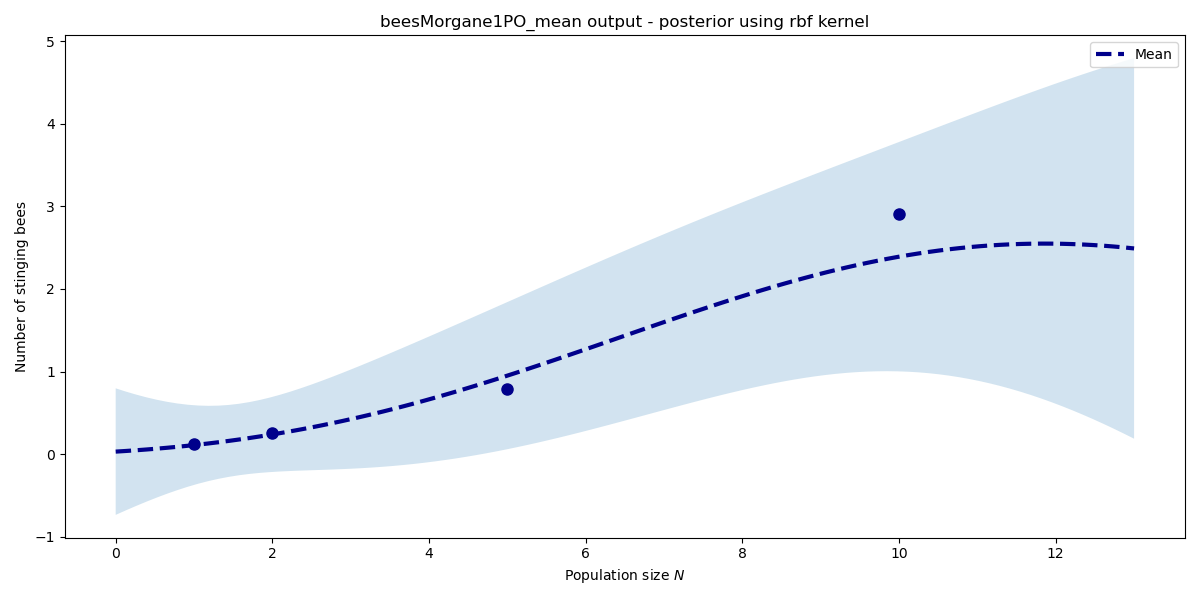 beesMorgane1PO_mean output - posterior using rbf kernel
Mean
Number of stinging bees
5
4
3
2
1
0
−1
0 2 4 6 8 10 12
Population size N